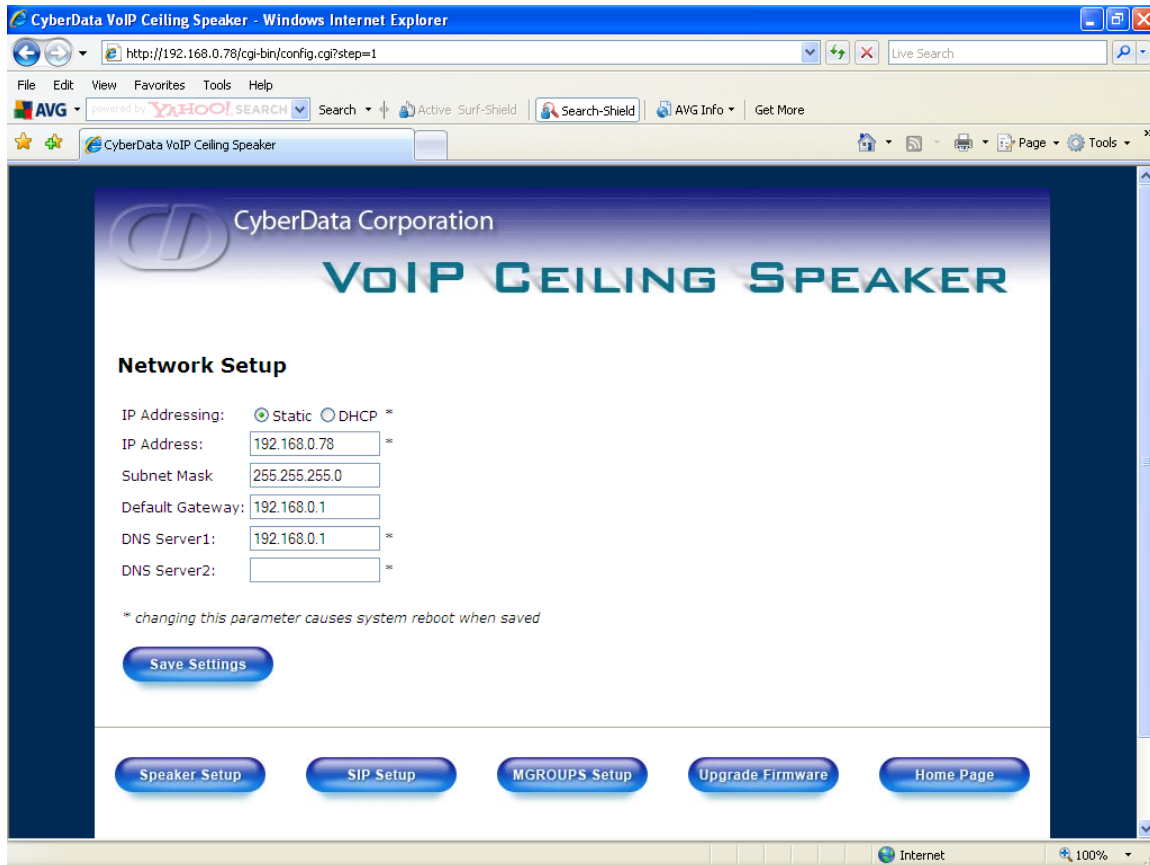 CyberData VoIP Ceiling Speaker - Windows Internet Explorer
http://192.168.0.78/cgi-bin/config.cgi?step=1
Live Search
File Edit View Favorites Tools Help
AVG powered by YAHOO! SEARCH Search Active Surf-Shield Search-Shield AVG Info Get More
CyberData VoIP Ceiling Speaker
Page Tools »
CyberData Corporation
VoIP Ceiling Speaker
Network Setup
IP Addressing: Static DHCP *
IP Address: 192.168.0.78 *
Subnet Mask 255.255.255.0
Default Gateway: 192.168.0.1
DNS Server1: 192.168.0.1 *
DNS Server2: *
* changing this parameter causes system reboot when saved
Save Settings
Speaker Setup SIP Setup MGROUPS Setup Upgrade Firmware Home Page
Internet 100%